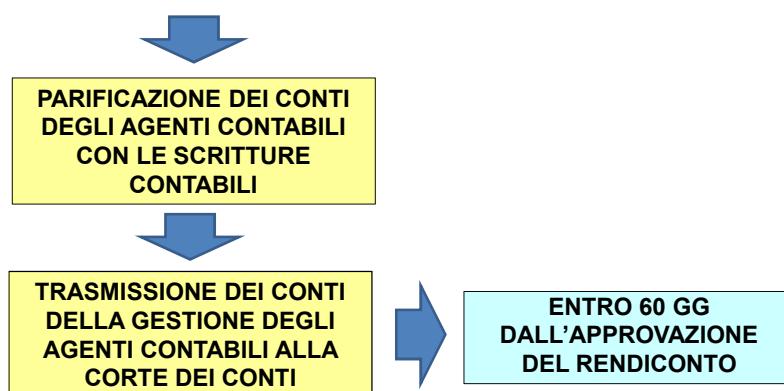 PARIFICAZIONE DEI CONTI
DEGLI AGENTI CONTABILI
CON LE SCRITTURE
CONTABILI
TRASMISSIONE DEI CONTI
DELLA GESTIONE DEGLI
AGENTI CONTABILI ALLA
CORTE DEI CONTI
ENTRO 60 GG
DALL’APPROVAZIONE
DEL RENDICONTO